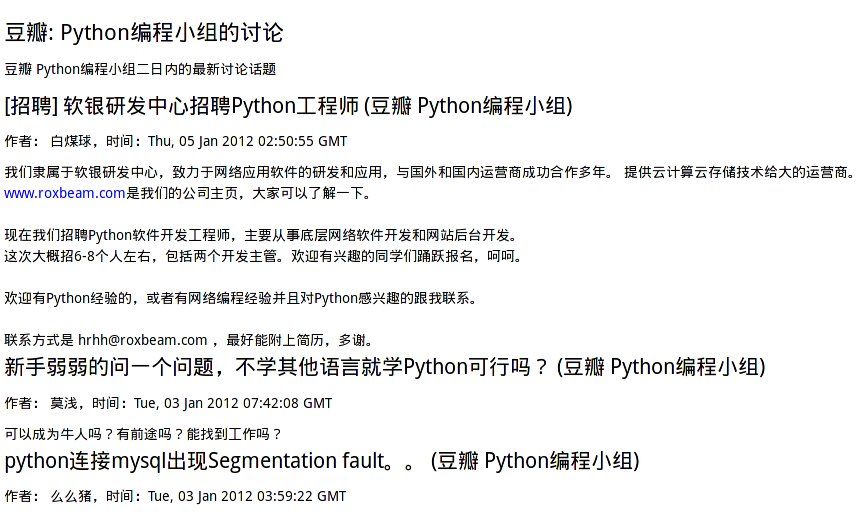 豆瓣: Python编程小组的讨论
豆瓣 Python编程小组二日内的最新讨论话题
[招聘] 软银研发中心招聘Python工程师 (豆瓣 Python编程小组)
作者： 白煤球，时间：Thu, 05 Jan 2012 02:50:55 GMT
我们隶属于软银研发中心，致力于网络应用软件的研发和应用，与国外和国内运营商成功合作多年。 提供云计算云存储技术给大的运营商。
www.roxbeam.com是我们的公司主页，大家可以了解一下。
现在我们招聘Python软件开发工程师，主要从事底层网络软件开发和网站后台开发。
这次大概招6-8个人左右，包括两个开发主管。欢迎有兴趣的同学们踊跃报名，呵呵。
欢迎有Python经验的，或者有网络编程经验并且对Python感兴趣的跟我联系。
联系方式是 hrhh@roxbeam.com ，最好能附上简历，多谢。
新手弱弱的问一个问题，不学其他语言就学Python可行吗？ (豆瓣 Python编程小组)
作者： 莫浅，时间：Tue, 03 Jan 2012 07:42:08 GMT
可以成为牛人吗？有前途吗？能找到工作吗？
python连接mysql出现Segmentation fault。。 (豆瓣 Python编程小组)
作者： 么么猪，时间：Tue, 03 Jan 2012 03:59:22 GMT